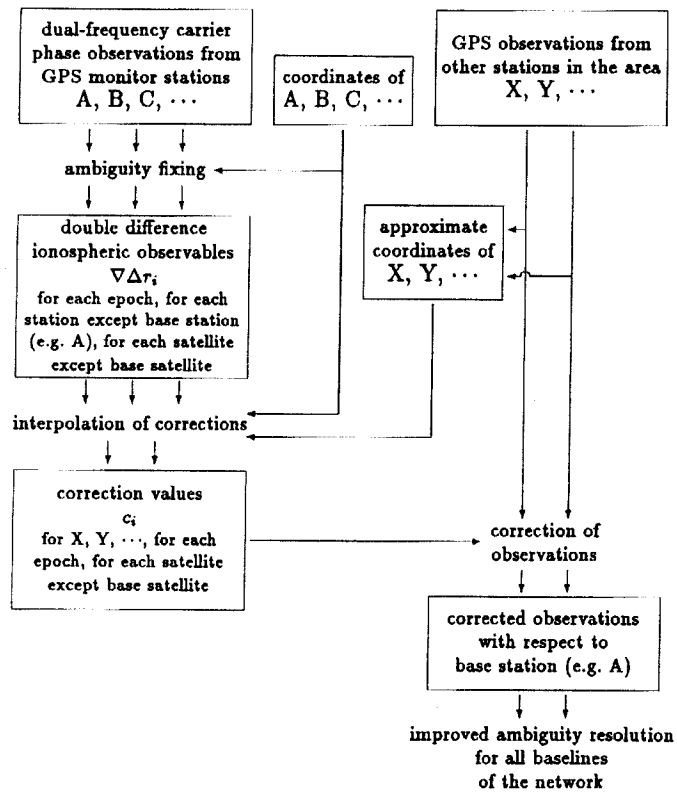 dual-frequency carrier
phase observations from
GPS monitor stations
A, B, C, ···
coordinates of
A, B, C, ···
GPS observations from
other stations in the area
X, Y, ···
ambiguity fixing
double difference
ionospheric observables
∇Δr_i
for each epoch, for each
station except base station
(e.g. A), for each satellite
except base satellite
approximate
coordinates of
X, Y, ···
interpolation of corrections
correction values
c_i
for X, Y, ···, for each
epoch, for each satellite
except base satellite
correction of
observations
corrected observations
with respect to
base station (e.g. A)
improved ambiguity resolution
for all baselines
of the network